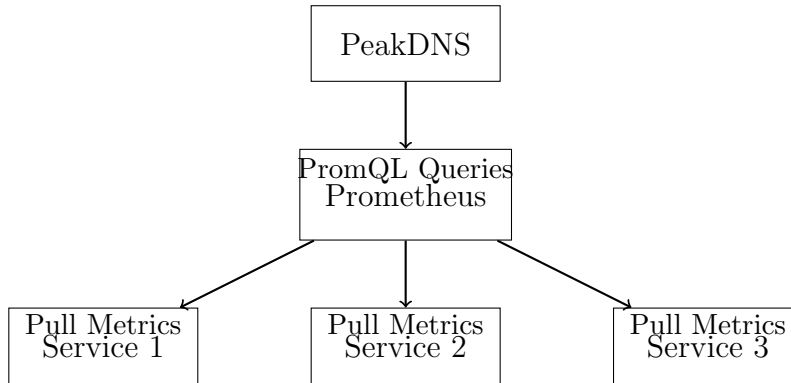 PeakDNS
PromQL Queries
Prometheus
Pull Metrics
Service 1
Pull Metrics
Service 2
Pull Metrics
Service 3